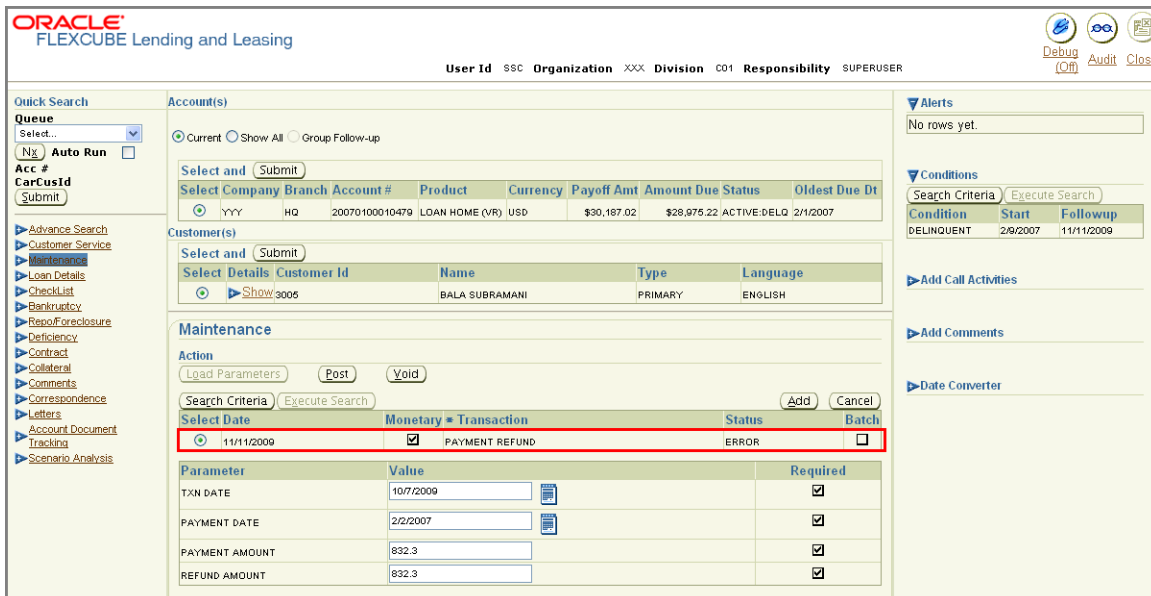 ORACLE®
FLEXCUBE Lending and Leasing
Debug (Off) Audit Clos
User Id SSC Organization XXX Division C01 Responsibility SUPERUSER
Quick Search
Queue
Select...
Nx Auto Run
Acc #
CarCusId
Submit
Advance Search
Customer Service
Maintenance
Loan Details
CheckList
Bankruptcy
Repo/Foreclosure
Deficiency
Contract
Collateral
Comments
Correspondence
Letters
Account Document
Tracking
Scenario Analysis
Account(s)
Current Show All Group Follow-up
Select and Submit
Select Company Branch Account # Product Currency Payoff Amt Amount Due Status Oldest Due Dt
YYY HQ 20070100010479 LOAN HOME (VR) USD $30,187.02 $28,975.22 ACTIVE:DELQ 2/1/2007
Customer(s)
Select and Submit
Select Details Customer Id Name Type Language
Show 3005 BALA SUBRAMANI PRIMARY ENGLISH
Maintenance
Action
Load Parameters Post Void
Search Criteria Execute Search Add Cancel
Select Date Monetary Transaction Status Batch
11/11/2009 PAYMENT REFUND ERROR
Parameter Value Required
TXN DATE 10/7/2009
PAYMENT DATE 2/2/2007
PAYMENT AMOUNT 832.3
REFUND AMOUNT 832.3
Alerts
No rows yet.
Conditions
Search Criteria Execute Search
Condition Start Followup
DELINQUENT 2/9/2007 11/11/2009
Add Call Activities
Add Comments
Date Converter